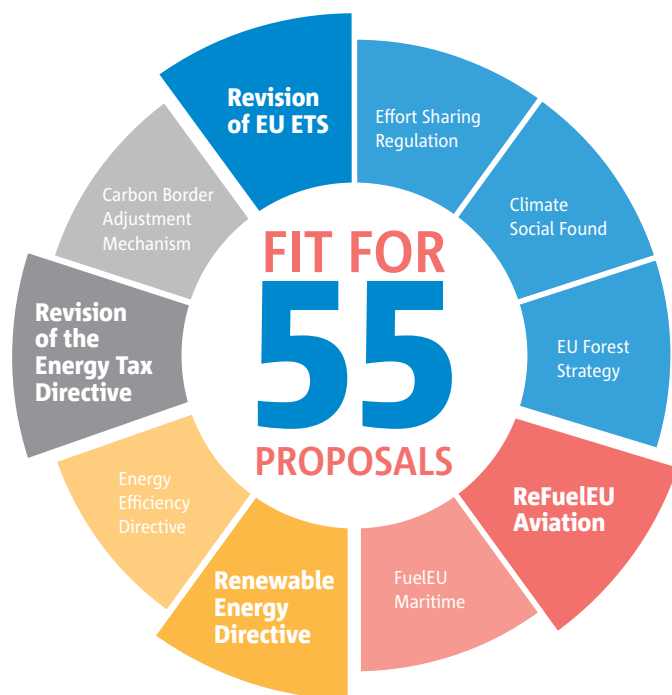 Revision
of EU ETS
Effort Sharing
Regulation
Climate
Social Found
EU Forest
Strategy
ReFuelEU
Aviation
FuelEU
Maritime
Renewable
Energy
Directive
Energy
Efficiency
Directive
Revision
of the
Energy Tax
Directive
Carbon Border
Adjustment
Mechanism
FIT FOR
55
PROPOSALS